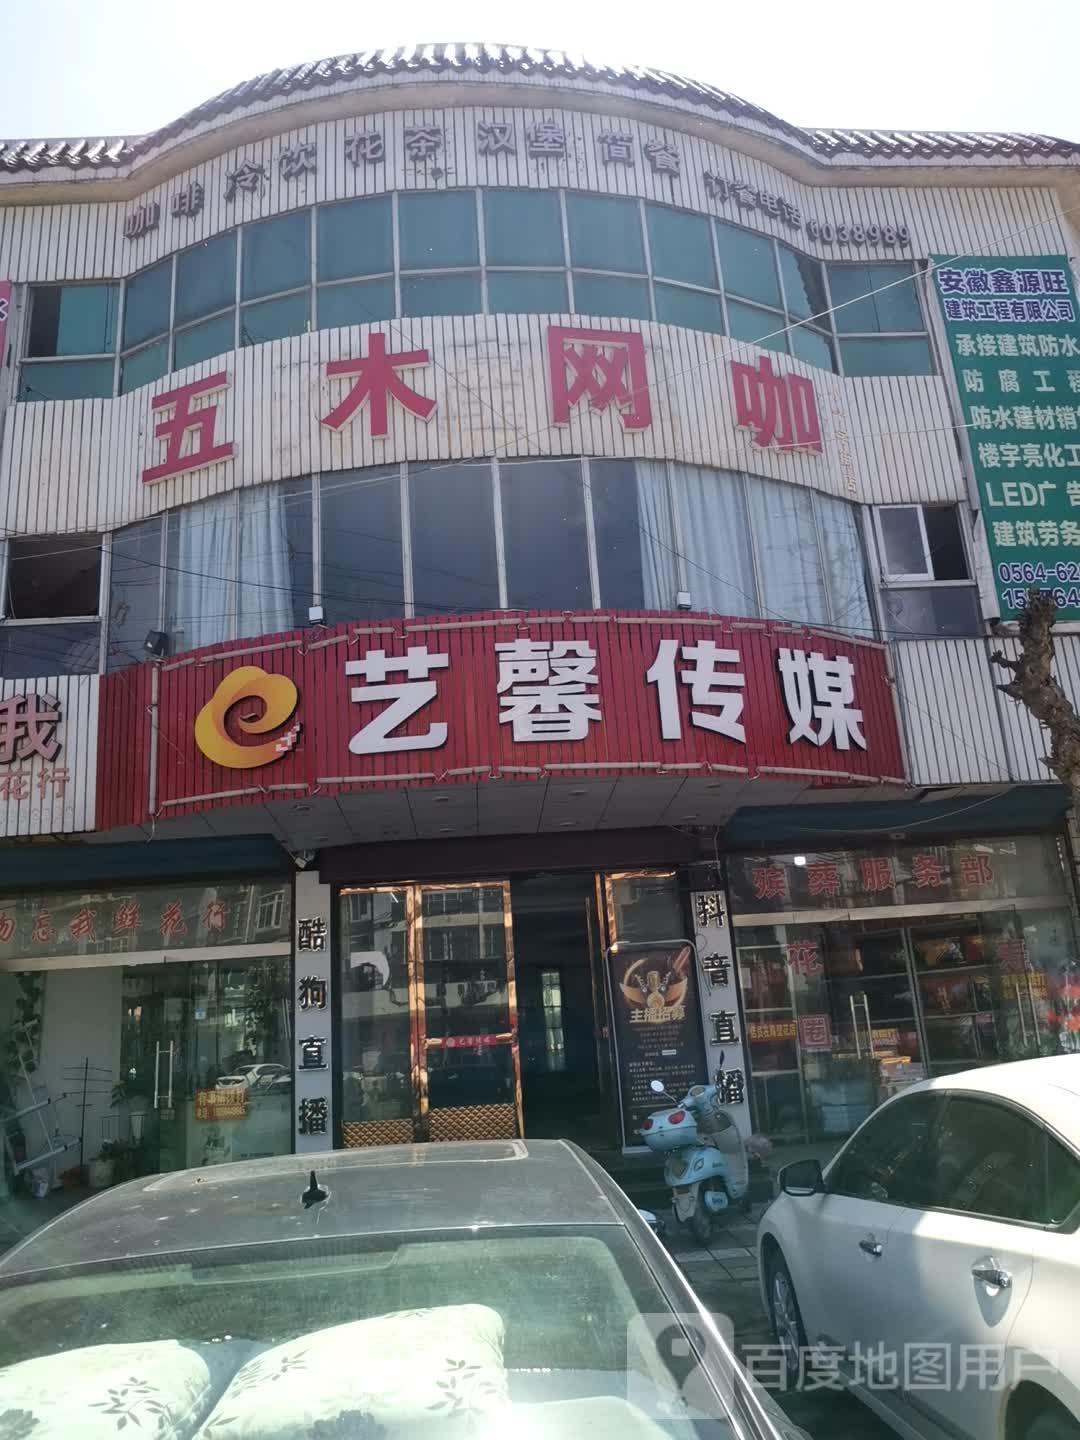 咖啡 冷饮 花茶 汉堡 简餐 订餐电话 6038989
五木网咖
安徽鑫源旺
建筑工程有限公司
承接建筑防水
防腐工程
防水建材销
楼宇亮化工
LED广告
建筑劳务
0564-62
艺馨传媒
我
花行
勿忘我鲜花行
酷狗直播
抖音直播
主播招募
殡葬服务部
花圈
寿
百度地图用户